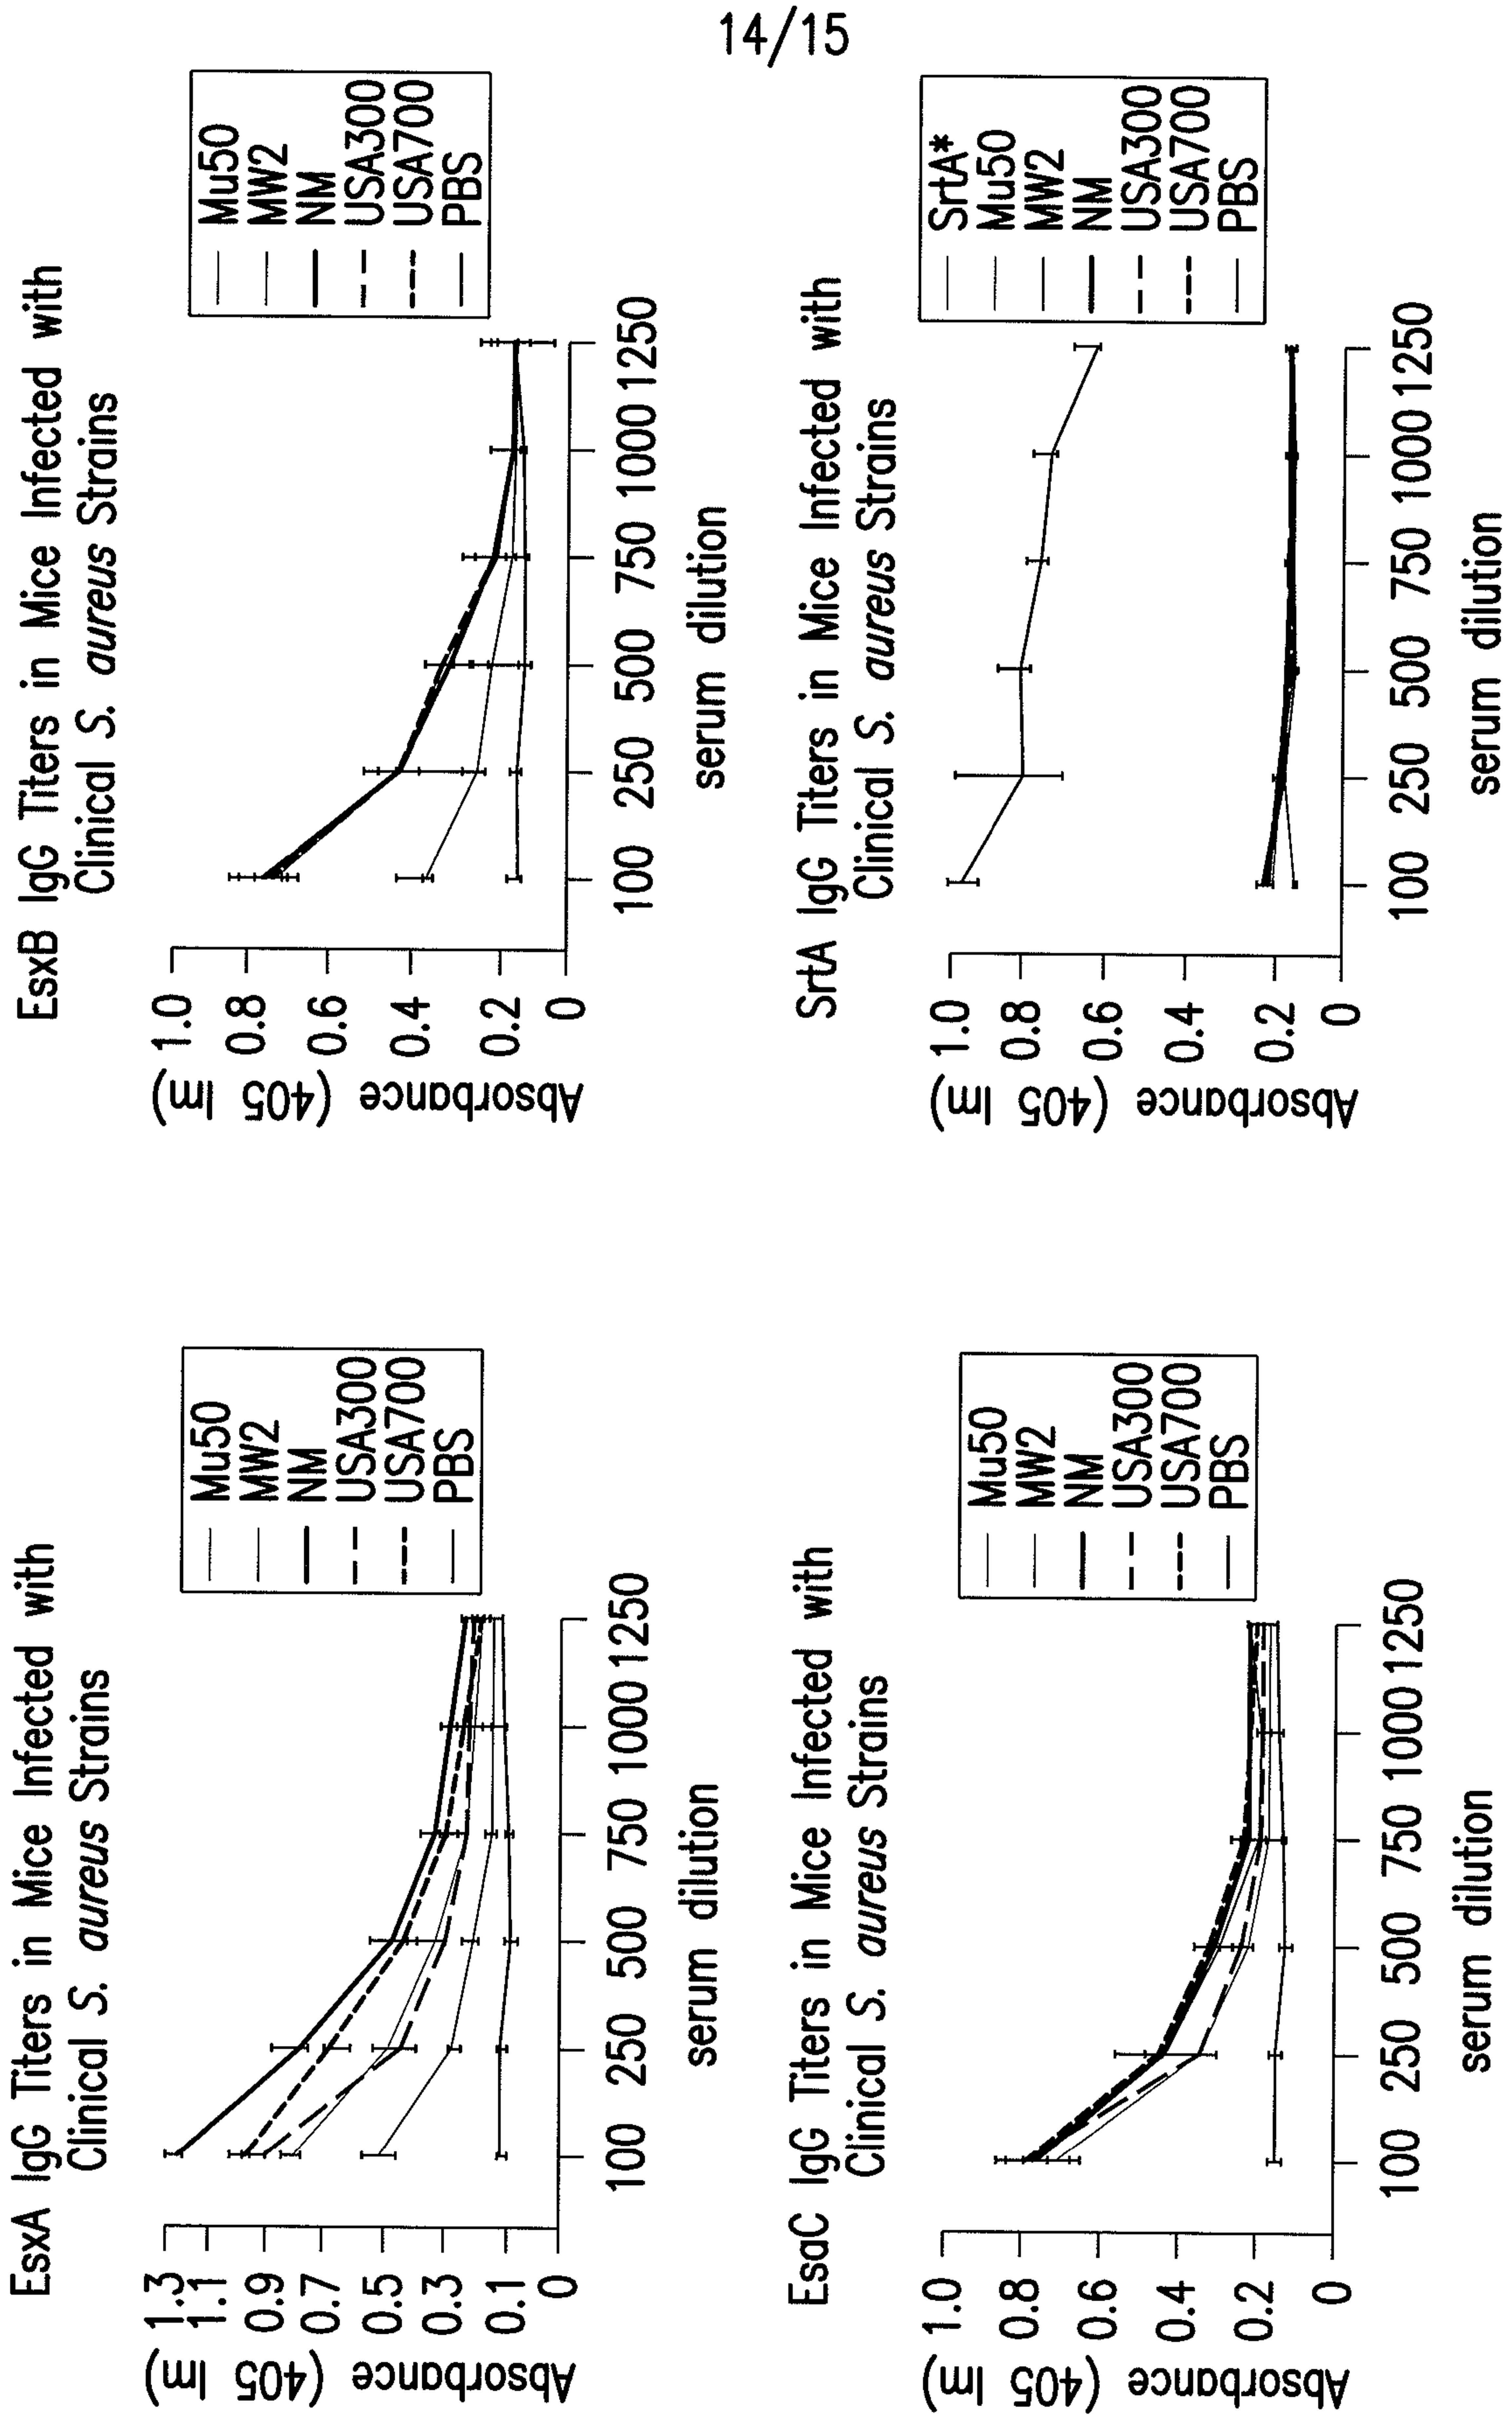 14/15
EsxA IgG Titers in Mice Infected with
Clinical S. aureus Strains
Absorbance (405 lm)
1.3
1.1
0.9
0.7
0.5
0.3
0.1
0
100 250 500 750 1000 1250
serum dilution
Mu50
MW2
NM
USA300
USA700
PBS
EsxB IgG Titers in Mice Infected with
Clinical S. aureus Strains
Absorbance (405 lm)
1.0
0.8
0.6
0.4
0.2
0
100 250 500 750 1000 1250
serum dilution
Mu50
MW2
NM
USA300
USA700
PBS
EsaC IgG Titers in Mice Infected with
Clinical S. aureus Strains
Absorbance (405 lm)
1.0
0.8
0.6
0.4
0.2
0
100 250 500 750 1000 1250
serum dilution
Mu50
MW2
NM
USA300
USA700
PBS
SrtA IgG Titers in Mice Infected with
Clinical S. aureus Strains
Absorbance (405 lm)
1.0
0.8
0.6
0.4
0.2
0
100 250 500 750 1000 1250
serum dilution
SrtA*
Mu50
MW2
NM
USA300
USA700
PBS